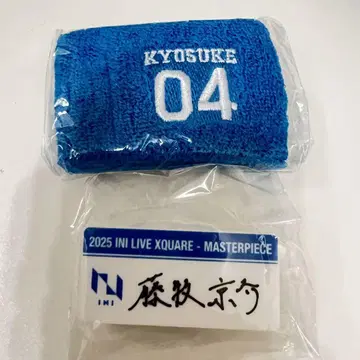 KYOSUKE
04
2025 INI LIVE XQUARE - MASTERPIECE
INI
藤牧京介